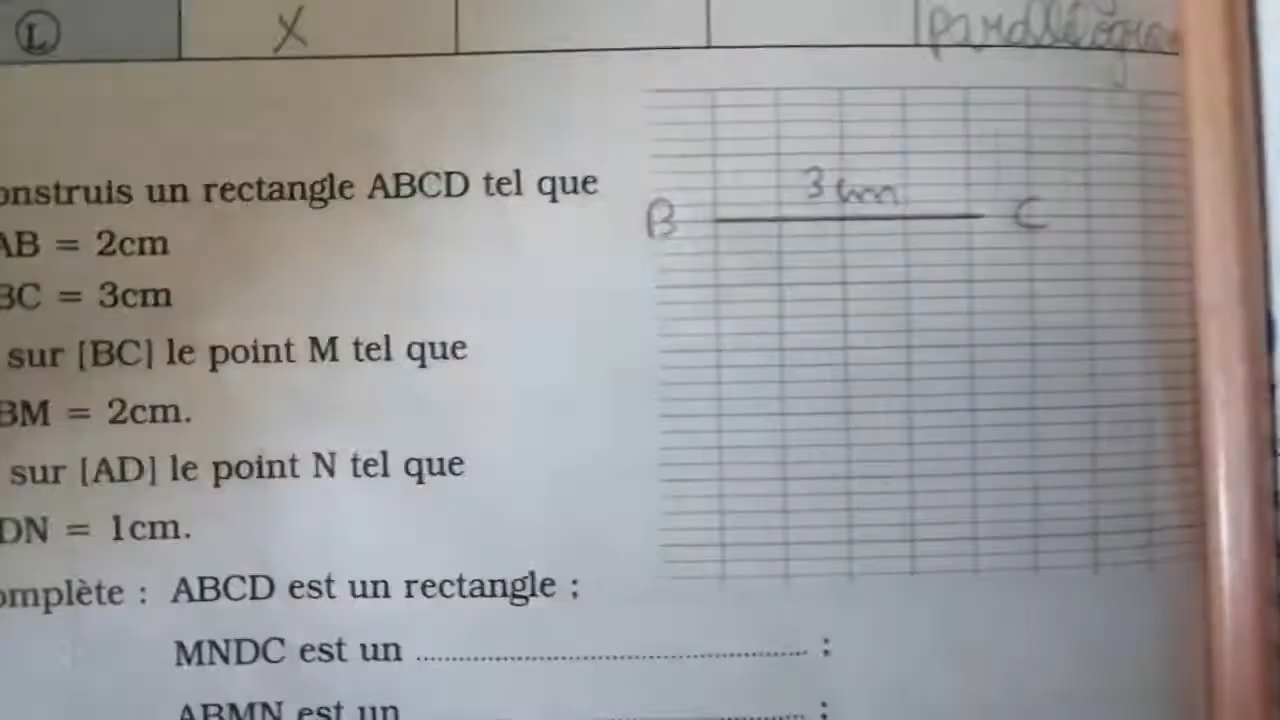 L X parallélogra
onstruis un rectangle ABCD tel que
3 cm
B C
AB = 2cm
BC = 3cm
sur [BC] le point M tel que
BM = 2cm.
sur [AD] le point N tel que
DN = 1cm.
omplète : ABCD est un rectangle ;
MNDC est un ........................................ ;
ABMN est un ........................................ ;